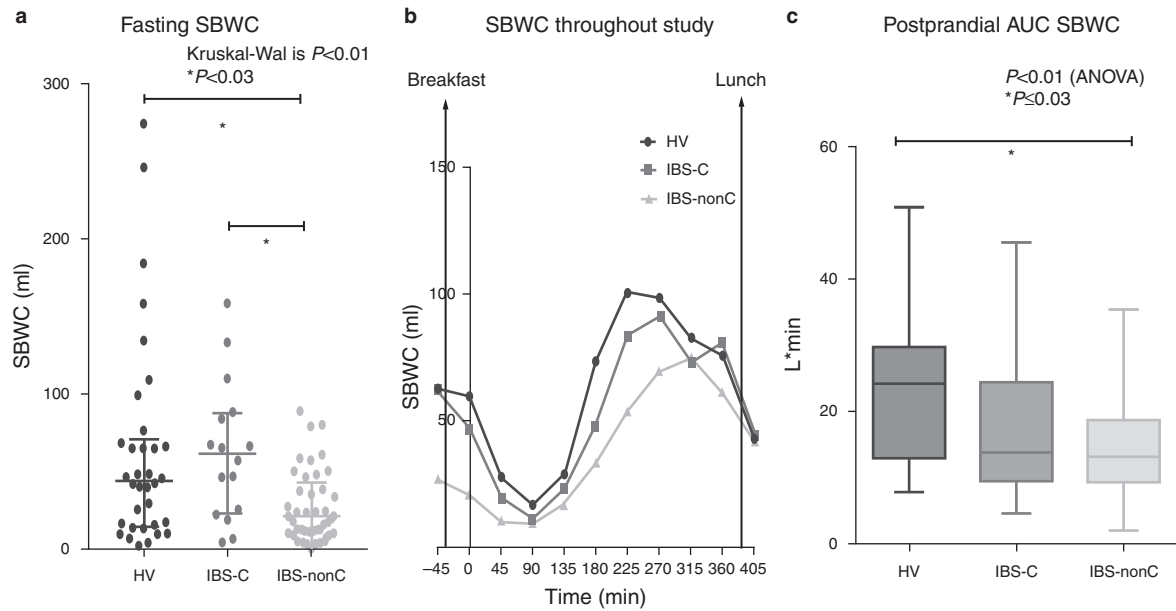 a
Fasting SBWC
Kruskal-Wal is P<0.01
*P<0.03
300
*
200
*
100
0
SBWC (ml)
HV
IBS-C
IBS-nonC
b
SBWC throughout study
Breakfast
Lunch
HV
IBS-C
IBS-nonC
150
100
50
SBWC (ml)
–45 0 45 90 135 180 225 270 315 360 405
Time (min)
c
Postprandial AUC SBWC
P<0.01 (ANOVA)
*P≤0.03
*
60
40
20
0
L*min
HV
IBS-C
IBS-nonC